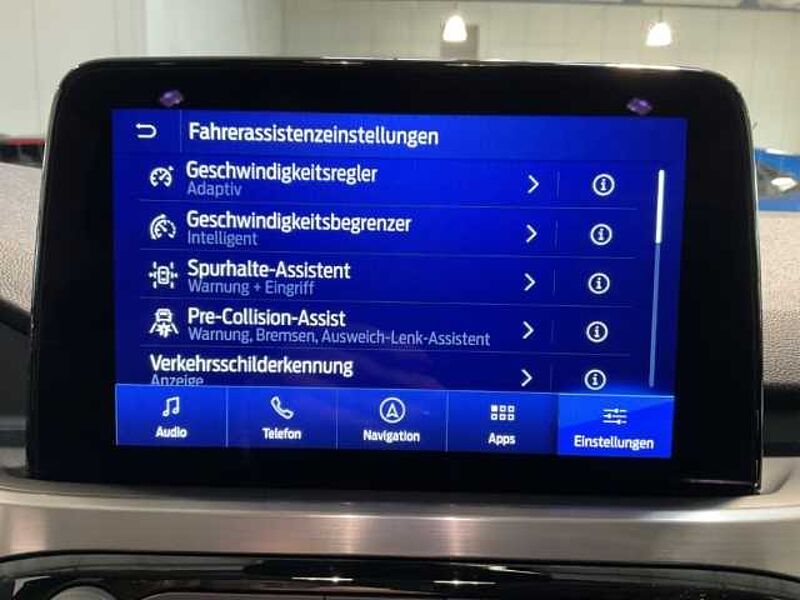 Fahrerassistenzeinstellungen
Geschwindigkeitsregler
Adaptiv
Geschwindigkeitsbegrenzer
Intelligent
Spurhalte-Assistent
Warnung + Eingriff
Pre-Collision-Assist
Warnung, Bremsen, Ausweich-Lenk-Assistent
Verkehrsschilderkennung
Anzeige
Audio
Telefon
Navigation
Apps
Einstellungen